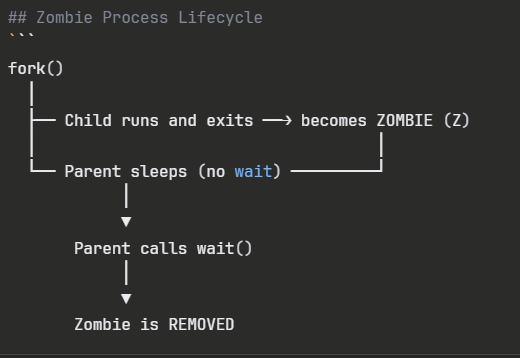 ## Zombie Process Lifecycle
```
fork()
Child runs and exits ──→ becomes ZOMBIE (Z)
Parent sleeps (no wait)
Parent calls wait()
Zombie is REMOVED